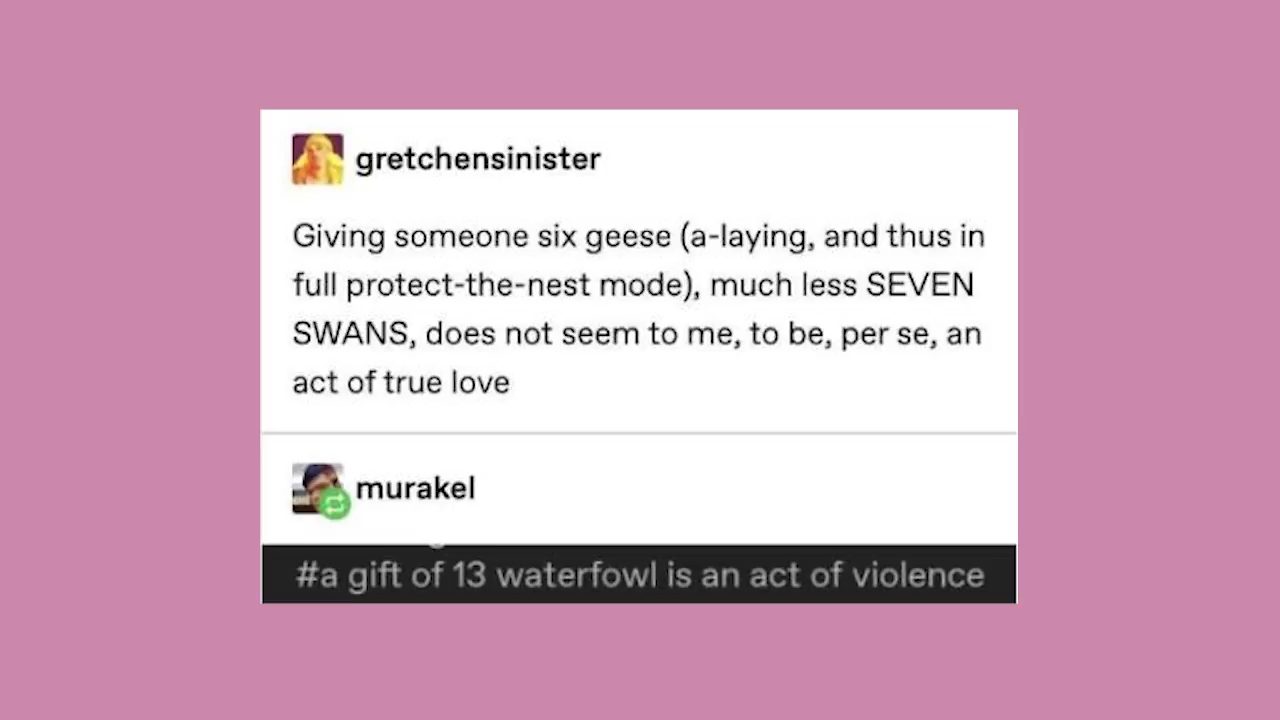 gretchensinister
Giving someone six geese (a-laying, and thus in
full protect-the-nest mode), much less SEVEN
SWANS, does not seem to me, to be, per se, an
act of true love
murakel
#a gift of 13 waterfowl is an act of violence